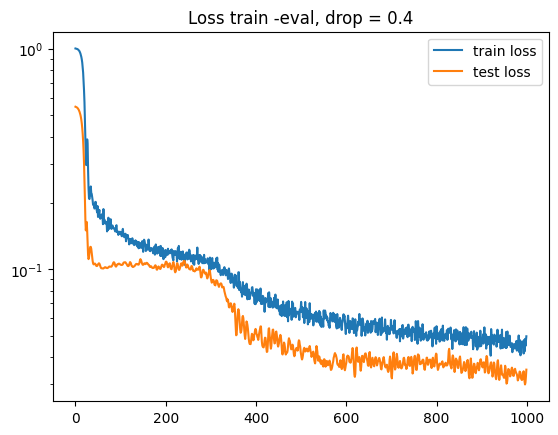 Loss train -eval, drop = 0.4
train loss
test loss
10⁰
10⁻¹
0 200 400 600 800 1000